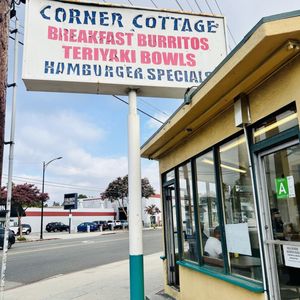 CORNER COTTAGE
BREAKFAST BURRITOS
TERIYAKI BOWLS
HAMBURGER SPECIALS
A